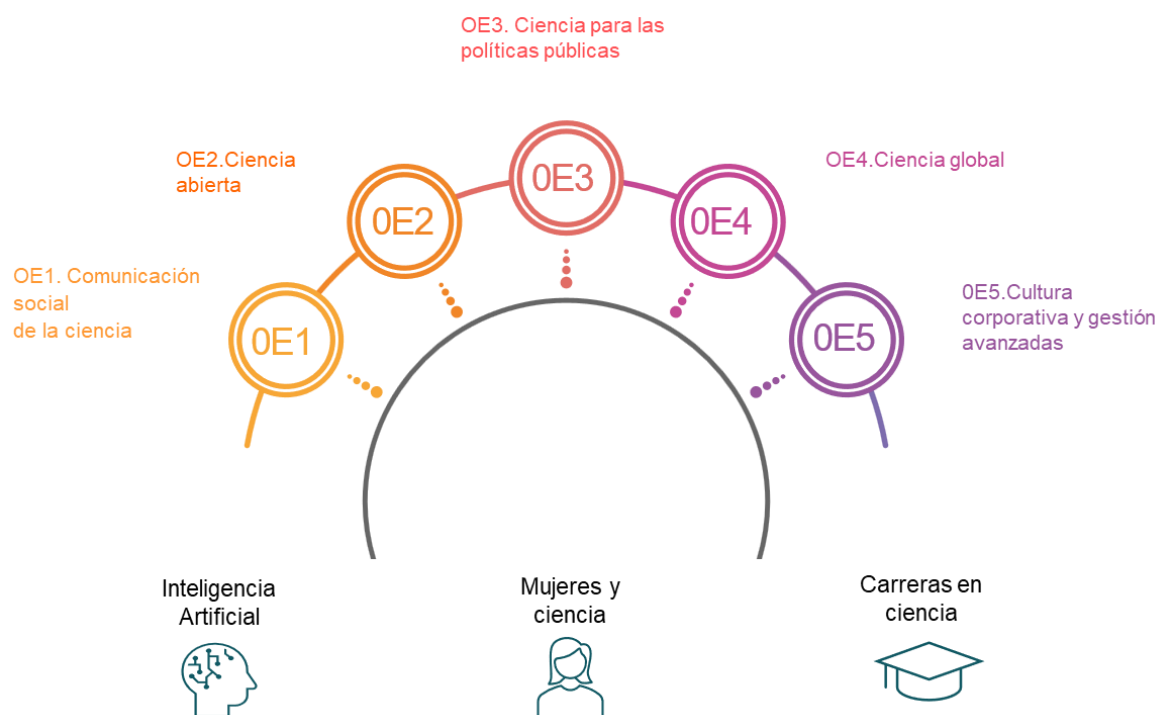 OE3. Ciencia para las
políticas públicas
OE2.Ciencia
abierta
OE4.Ciencia global
OE1. Comunicación
social
de la ciencia
0E5.Cultura
corporativa y gestión
avanzadas
0E1
0E2
0E3
0E4
0E5
Inteligencia
Artificial
Mujeres y
ciencia
Carreras en
ciencia